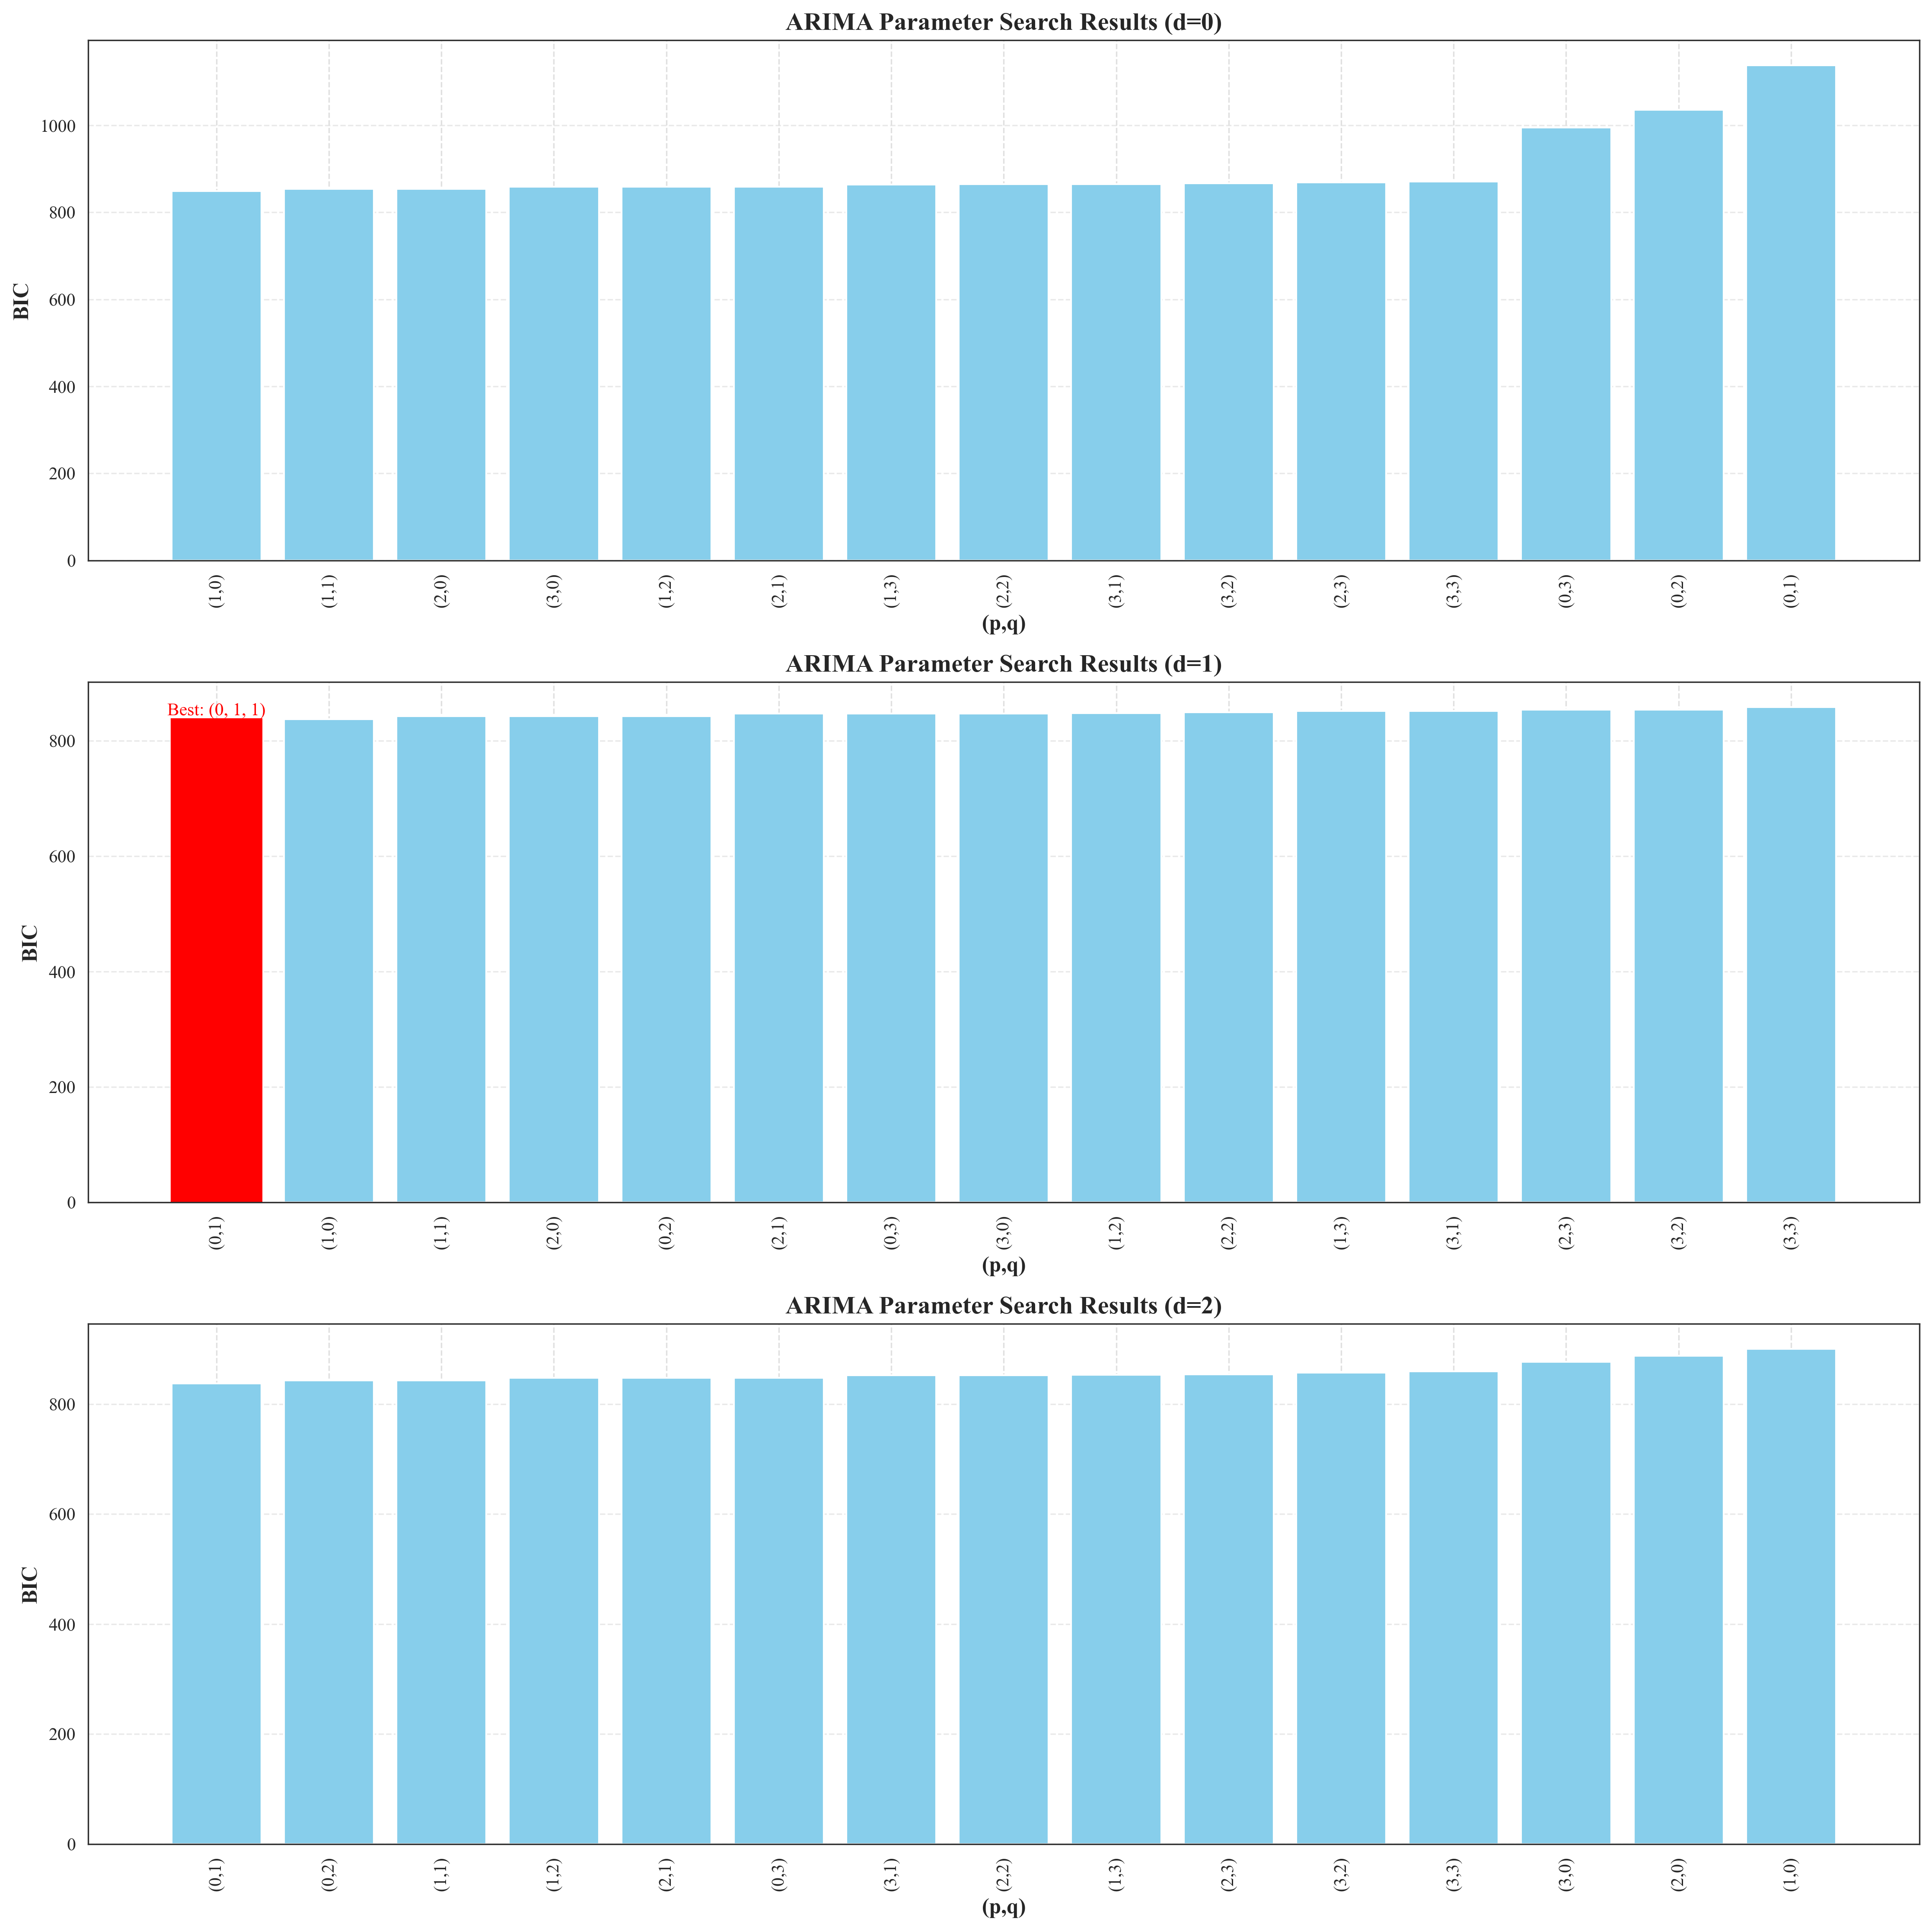 ARIMA Parameter Search Results (d=0)
BIC
1000
800
600
400
200
0
(1,0) (1,1) (2,0) (3,0) (1,2) (2,1) (1,3) (2,2) (3,1) (3,2) (2,3) (3,3) (0,3) (0,2) (0,1)
(p,q)
ARIMA Parameter Search Results (d=1)
Best: (0, 1, 1)
BIC
800
600
400
200
0
(0,1) (1,0) (1,1) (2,0) (0,2) (2,1) (0,3) (3,0) (1,2) (2,2) (1,3) (3,1) (2,3) (3,2) (3,3)
(p,q)
ARIMA Parameter Search Results (d=2)
BIC
800
600
400
200
0
(0,1) (0,2) (1,1) (1,2) (2,1) (0,3) (3,1) (2,2) (1,3) (2,3) (3,2) (3,3) (3,0) (2,0) (1,0)
(p,q)